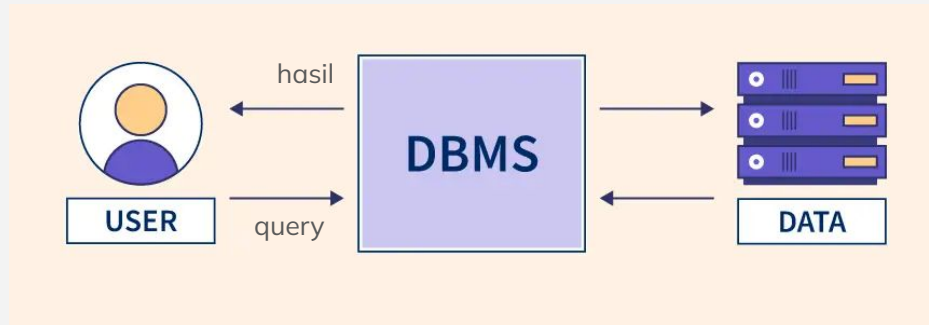 hasil
DBMS
USER
query
DATA